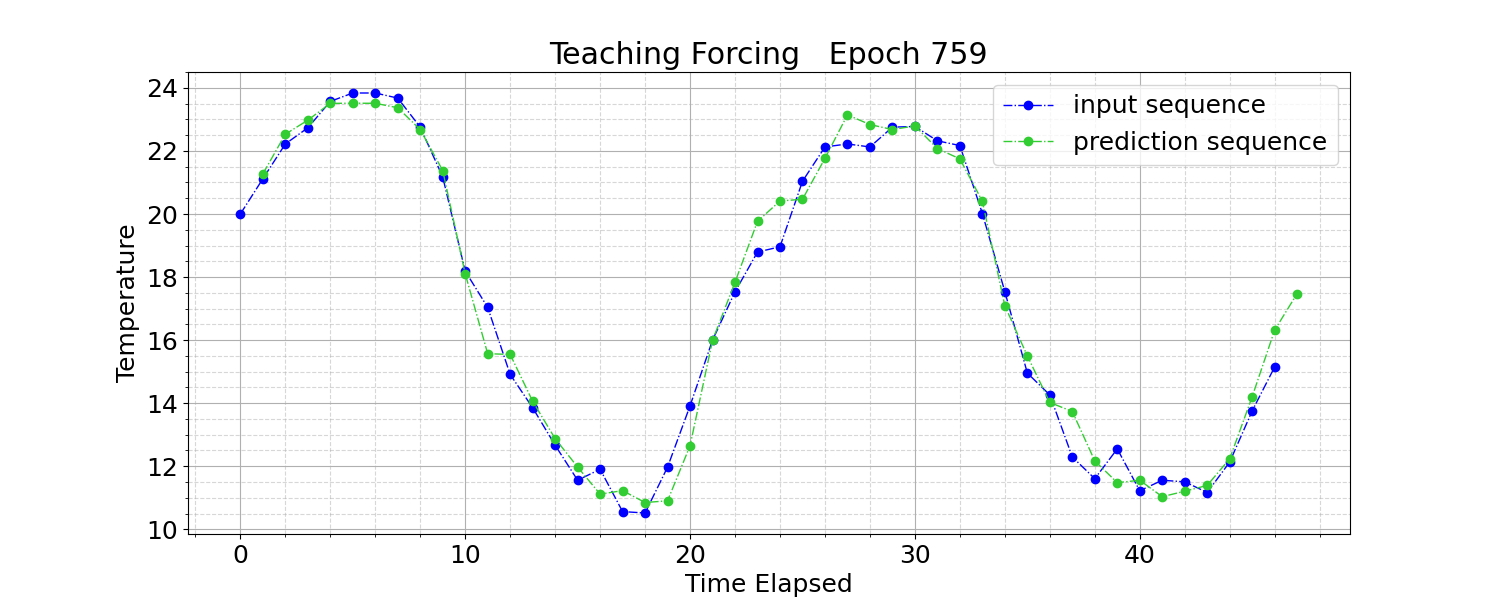 Teaching Forcing   Epoch 759
24
22
20
18
16
14
12
10
Temperature
input sequence
prediction sequence
0 10 20 30 40
Time Elapsed